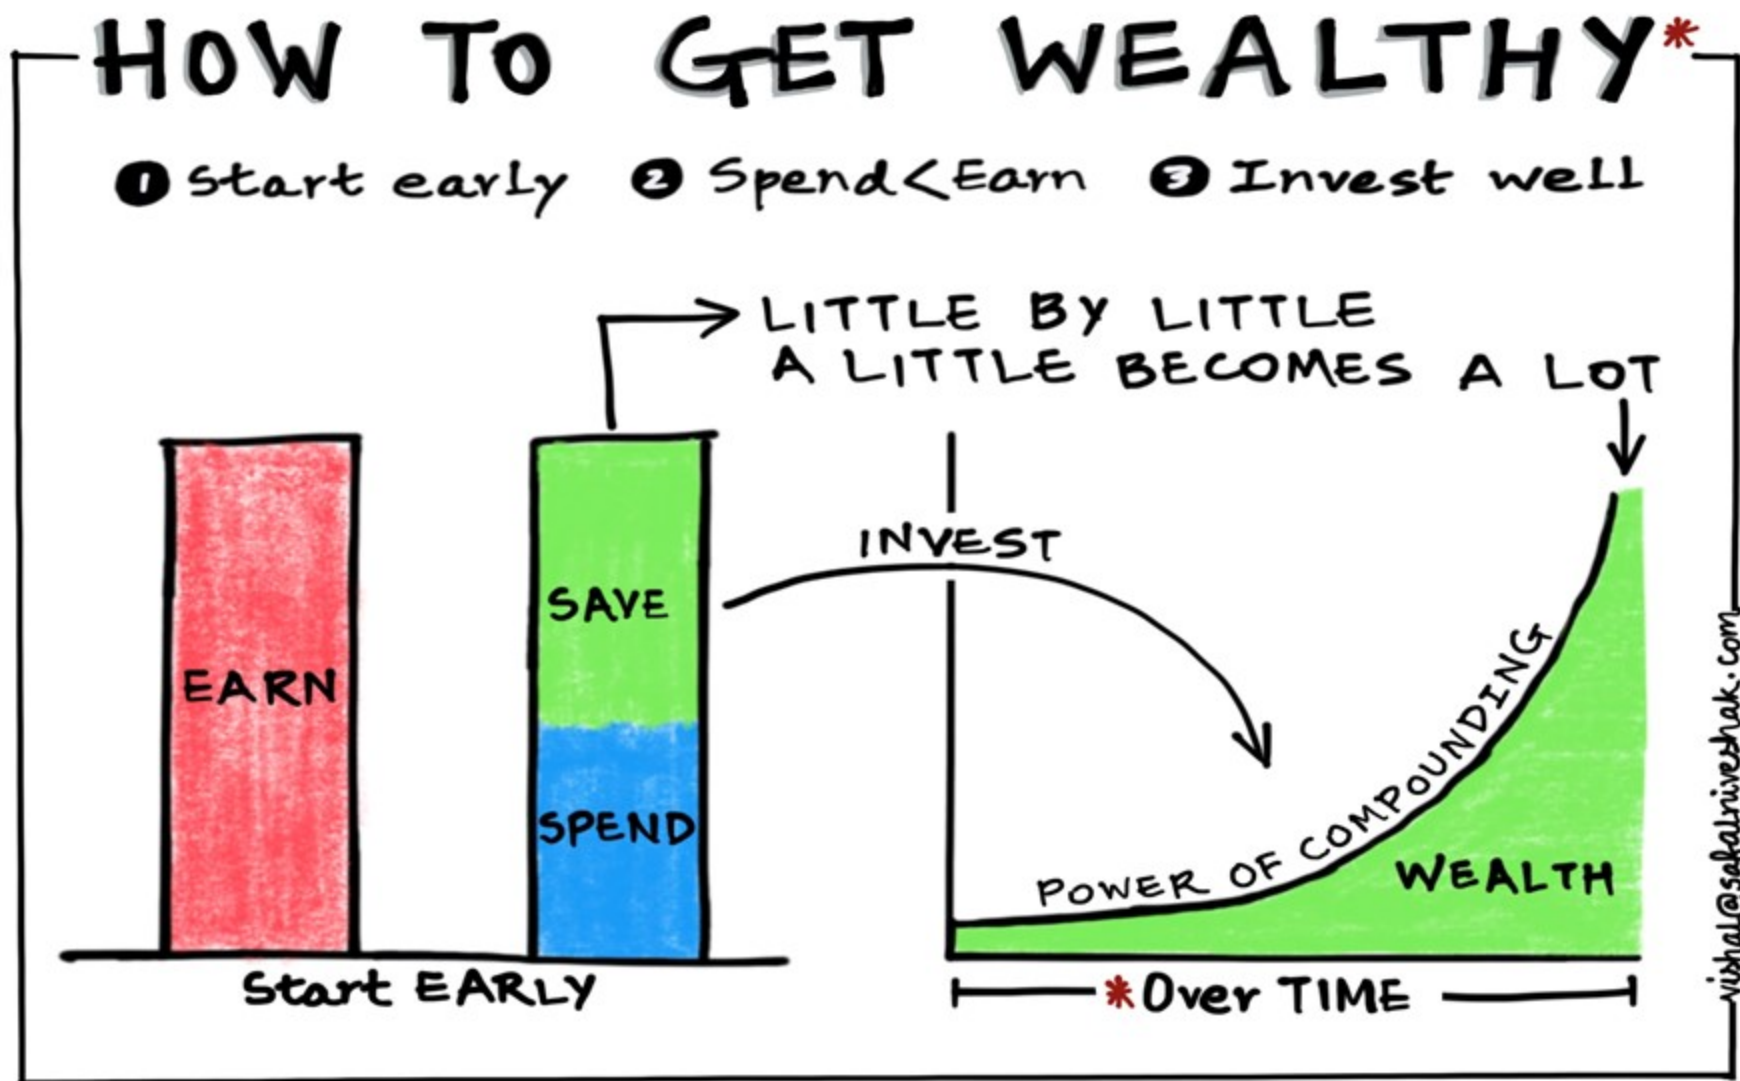 HOW TO GET WEALTHY*
1 Start early 2 Spend<Earn 3 Invest well
LITTLE BY LITTLE
A LITTLE BECOMES A LOT
INVEST
SAVE
EARN
SPEND
POWER OF COMPOUNDING
WEALTH
Start EARLY
*Over TIME
vishal@safalniveshak.com